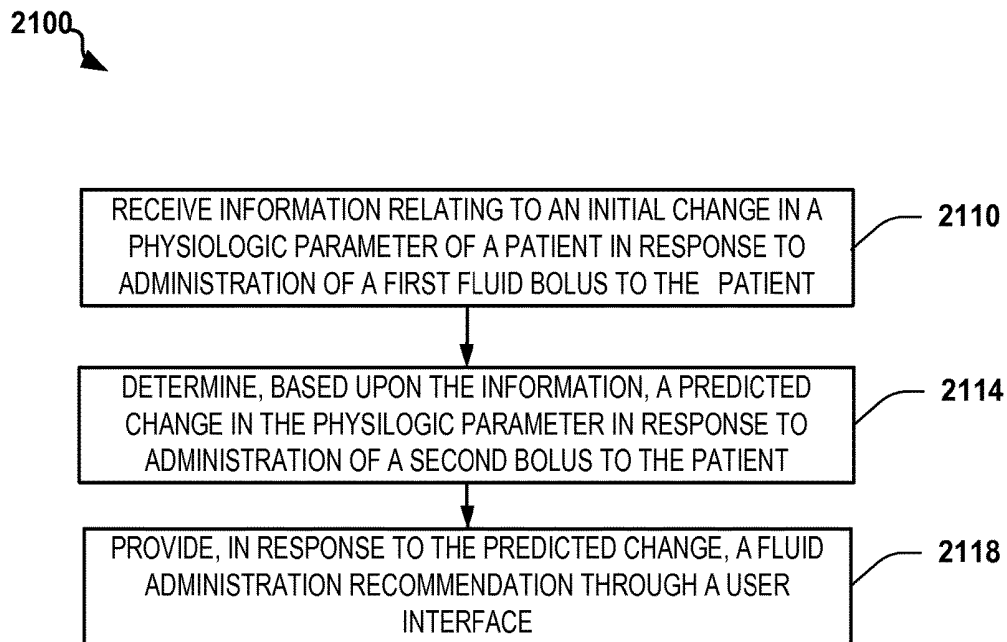 2100
RECEIVE INFORMATION RELATING TO AN INITIAL CHANGE IN A
PHYSIOLOGIC PARAMETER OF A PATIENT IN RESPONSE TO
ADMINISTRATION OF A FIRST FLUID BOLUS TO THE PATIENT
2110
DETERMINE, BASED UPON THE INFORMATION, A PREDICTED
CHANGE IN THE PHYSILOGIC PARAMETER IN RESPONSE TO
ADMINISTRATION OF A SECOND BOLUS TO THE PATIENT
2114
PROVIDE, IN RESPONSE TO THE PREDICTED CHANGE, A FLUID
ADMINISTRATION RECOMMENDATION THROUGH A USER
INTERFACE
2118